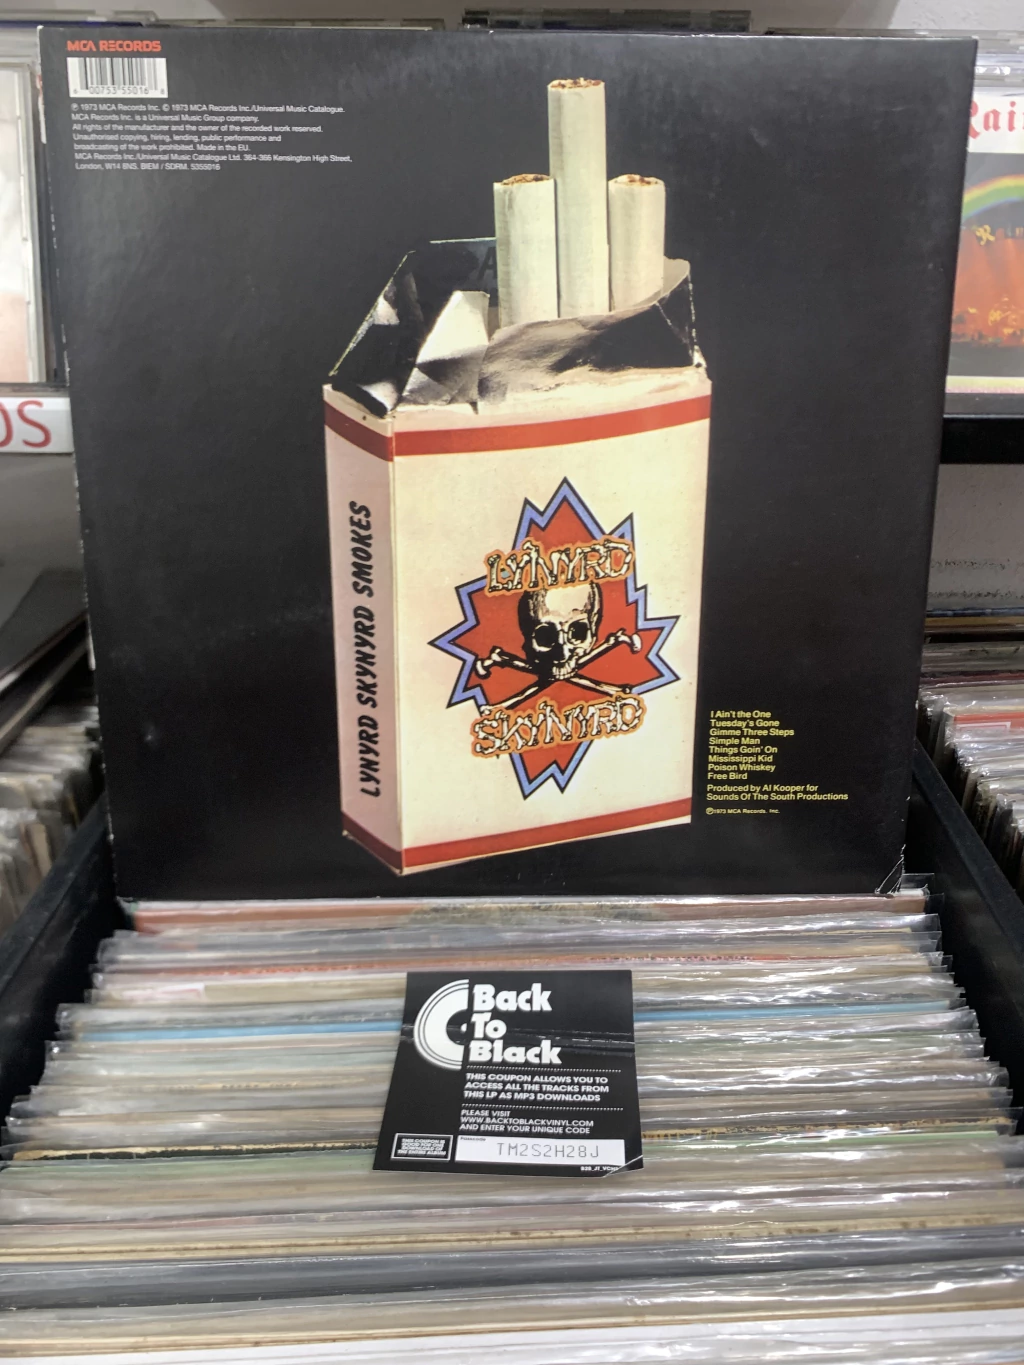 MCA RECORDS
6 00753 55016 8
℗ 1973 MCA Records Inc. © 1973 MCA Records Inc./Universal Music Catalogue.
MCA Records Inc. is a Universal Music Group company.
All rights of the manufacturer and the owner of the recorded work reserved.
Unauthorised copying, hiring, lending, public performance and
broadcasting of the work prohibited. Made in the EU.
MCA Records Inc./Universal Music Catalogue Ltd. 364-366 Kensington High Street,
London, W14 8NS. BIEM / SDRM. 5355016
Rai
OS
LYNYRD SKYNYRD SMOKES
LYNYRD
SKYNYRD
I Ain't the One
Tuesday's Gone
Gimme Three Steps
Simple Man
Things Goin' On
Mississippi Kid
Poison Whiskey
Free Bird
Produced by Al Kooper for
Sounds Of The South Productions
℗1973 MCA Records, Inc.
Back
To
Black
THIS COUPON ALLOWS YOU TO
ACCESS ALL THE TRACKS FROM
THIS LP AS MP3 DOWNLOADS
PLEASE VISIT
WWW.BACKTOBLACKVINYL.COM
AND ENTER YOUR UNIQUE CODE
TM2S2H28J